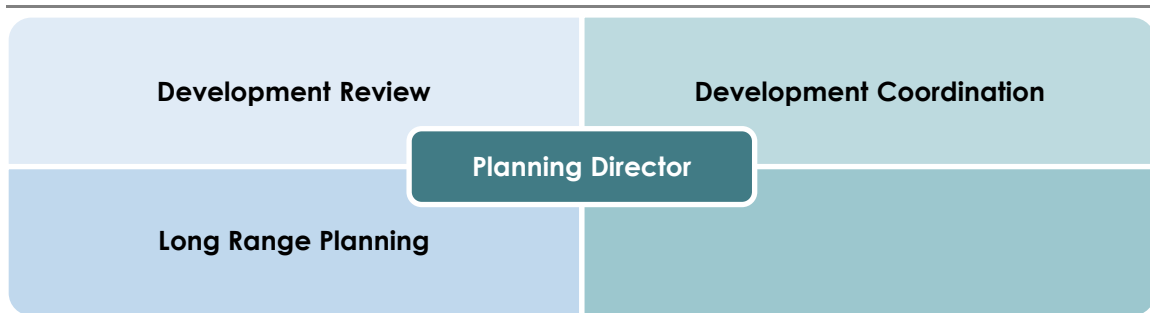 Development Review
Development Coordination
Planning Director
Long Range Planning